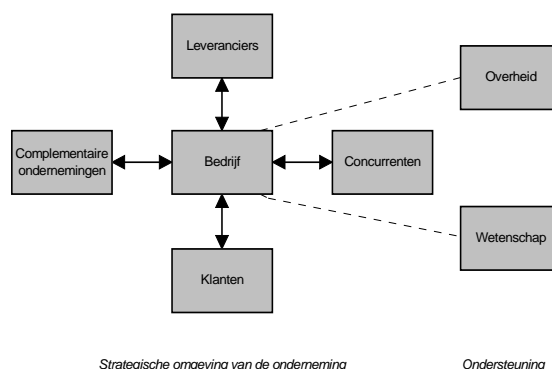 Leveranciers
Overheid
Complementaire
ondernemingen
Bedrijf
Concurrenten
Wetenschap
Klanten
Strategische omgeving van de onderneming
Ondersteuning